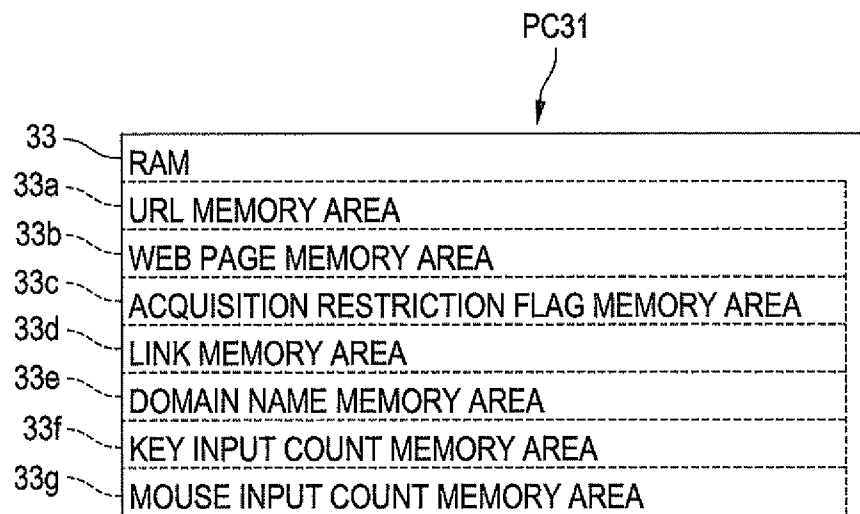 PC31
33 RAM
33a URL MEMORY AREA
33b WEB PAGE MEMORY AREA
33c ACQUISITION RESTRICTION FLAG MEMORY AREA
33d LINK MEMORY AREA
33e DOMAIN NAME MEMORY AREA
33f KEY INPUT COUNT MEMORY AREA
33g MOUSE INPUT COUNT MEMORY AREA